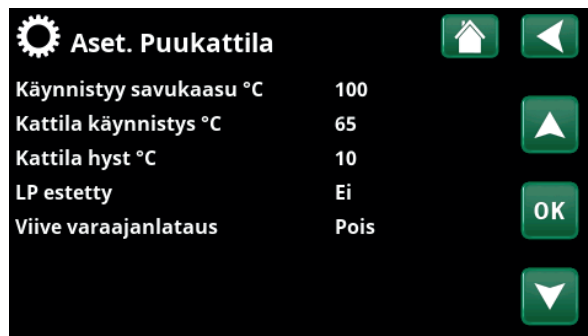 Aset. Puukattila
Käynnistyy savukaasu °C 100
Kattila käynnistys °C 65
Kattila hyst °C 10
LP estetty Ei
OK
Viive varaajanlataus Pois